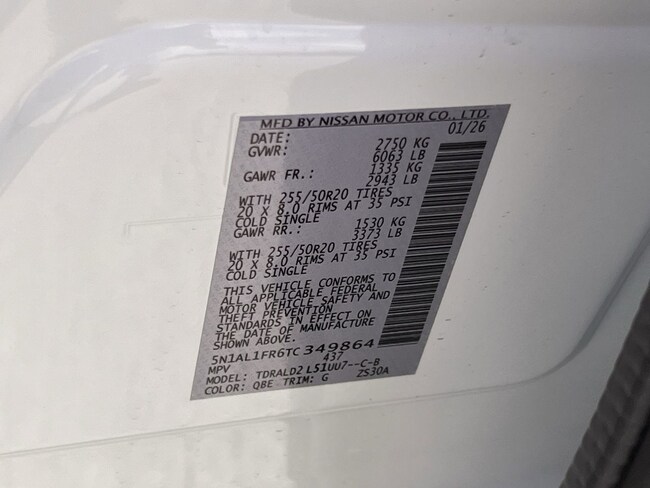 MFD BY NISSAN MOTOR CO., LTD.
DATE: 01/26
GVWR: 2750 KG
6063 LB
GAWR FR.: 1335 KG
2943 LB
WITH 255/50R20 TIRES
20 X 8.0 RIMS AT 35 PSI
COLD SINGLE
GAWR RR.: 1530 KG
3373 LB
WITH 255/50R20 TIRES
20 X 8.0 RIMS AT 35 PSI
COLD SINGLE
THIS VEHICLE CONFORMS TO
ALL APPLICABLE FEDERAL
MOTOR VEHICLE SAFETY AND
THEFT PREVENTION
STANDARDS IN EFFECT ON
THE DATE OF MANUFACTURE
SHOWN ABOVE.
5N1AL1FR6TC349864
MPV 437
MODEL: TDRALD2 L51UU7--C-B
COLOR: QBE TRIM: G ZS30A